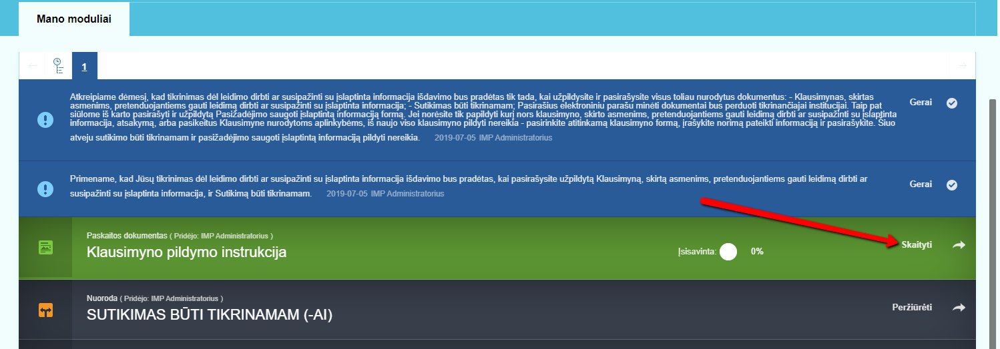 Mano moduliai
1
Atkreipiame dėmesį, kad tikrinimas dėl leidimo dirbti ar susipažinti su įslaptinta informacija išdavimo bus pradėtas tik tada, kai užpildysite ir pasirašysite visus toliau nurodytus dokumentus: - Klausimynas, skirtas
asmenims, pretenduojantiems gauti leidimą dirbti ar susipažinti su įslaptinta informacija; - Sutikimas būti tikrinamam; Pasirašius elektroniniu parašu minėti dokumentai bus perduoti tikrinančiajai institucijai. Taip pat
siūlome iš karto pasirašyti ir užpildytą Pasižadėjimo saugoti įslaptintą informaciją formą. Jei norėsite tik papildyti kurį nors klausimyno, skirto asmenims, pretenduojantiems gauti leidimą dirbti ar susipažinti su įslaptinta
informacija, atsakymą, arba pasikeitus Klausimyne nurodytoms aplinkybėms, iš naujo viso klausimyno pildyti nereikia - pasirinkite atitinkamą klausimyno formą, įrašykite norimą pateikti informaciją ir pasirašykite. Šiuo
atveju sutikimo būti tikrinamam ir pasižadėjimo saugoti įslaptintą informaciją pildyti nereikia. 2019-07-05 IMP Administratorius
Gerai
Primename, kad Jūsų tikrinimas dėl leidimo dirbti ar susipažinti su įslaptinta informacija išdavimo bus pradėtas, kai pasirašysite užpildytą Klausimyną, skirtą asmenims, pretenduojantiems gauti leidimą dirbti ar
susipažinti su įslaptinta informacija, ir Sutikimą būti tikrinamam. 2019-07-05 IMP Administratorius
Gerai
Paskaitos dokumentas ( Pridėjo: IMP Administratorius )
Klausimyno pildymo instrukcija
Įsisavinta: 0%
Skaityti
Nuoroda ( Pridėjo: IMP Administratorius )
SUTIKIMAS BŪTI TIKRINAMAM (-AI)
Peržiūrėti